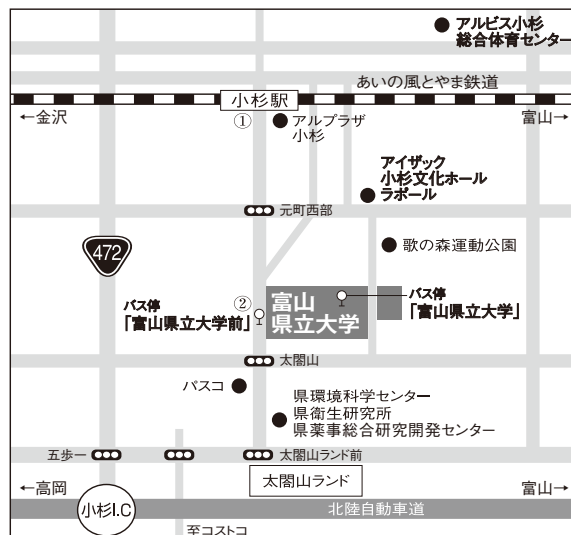 アルビス小杉
総合体育センター
あいの風とやま鉄道
小杉駅
←金沢
①
アルプラザ
小杉
富山→
アイザック
小杉文化ホール
ラポール
元町西部
472
歌の森運動公園
バス停
「富山県立大学前」
②
富山
県立大学
バス停
「富山県立大学」
太閤山
パスコ
県環境科学センター
県衛生研究所
県薬事総合研究開発センター
五歩一
太閤山ランド前
←高岡
太閤山ランド
富山→
小杉I.C
北陸自動車道
至コストコ